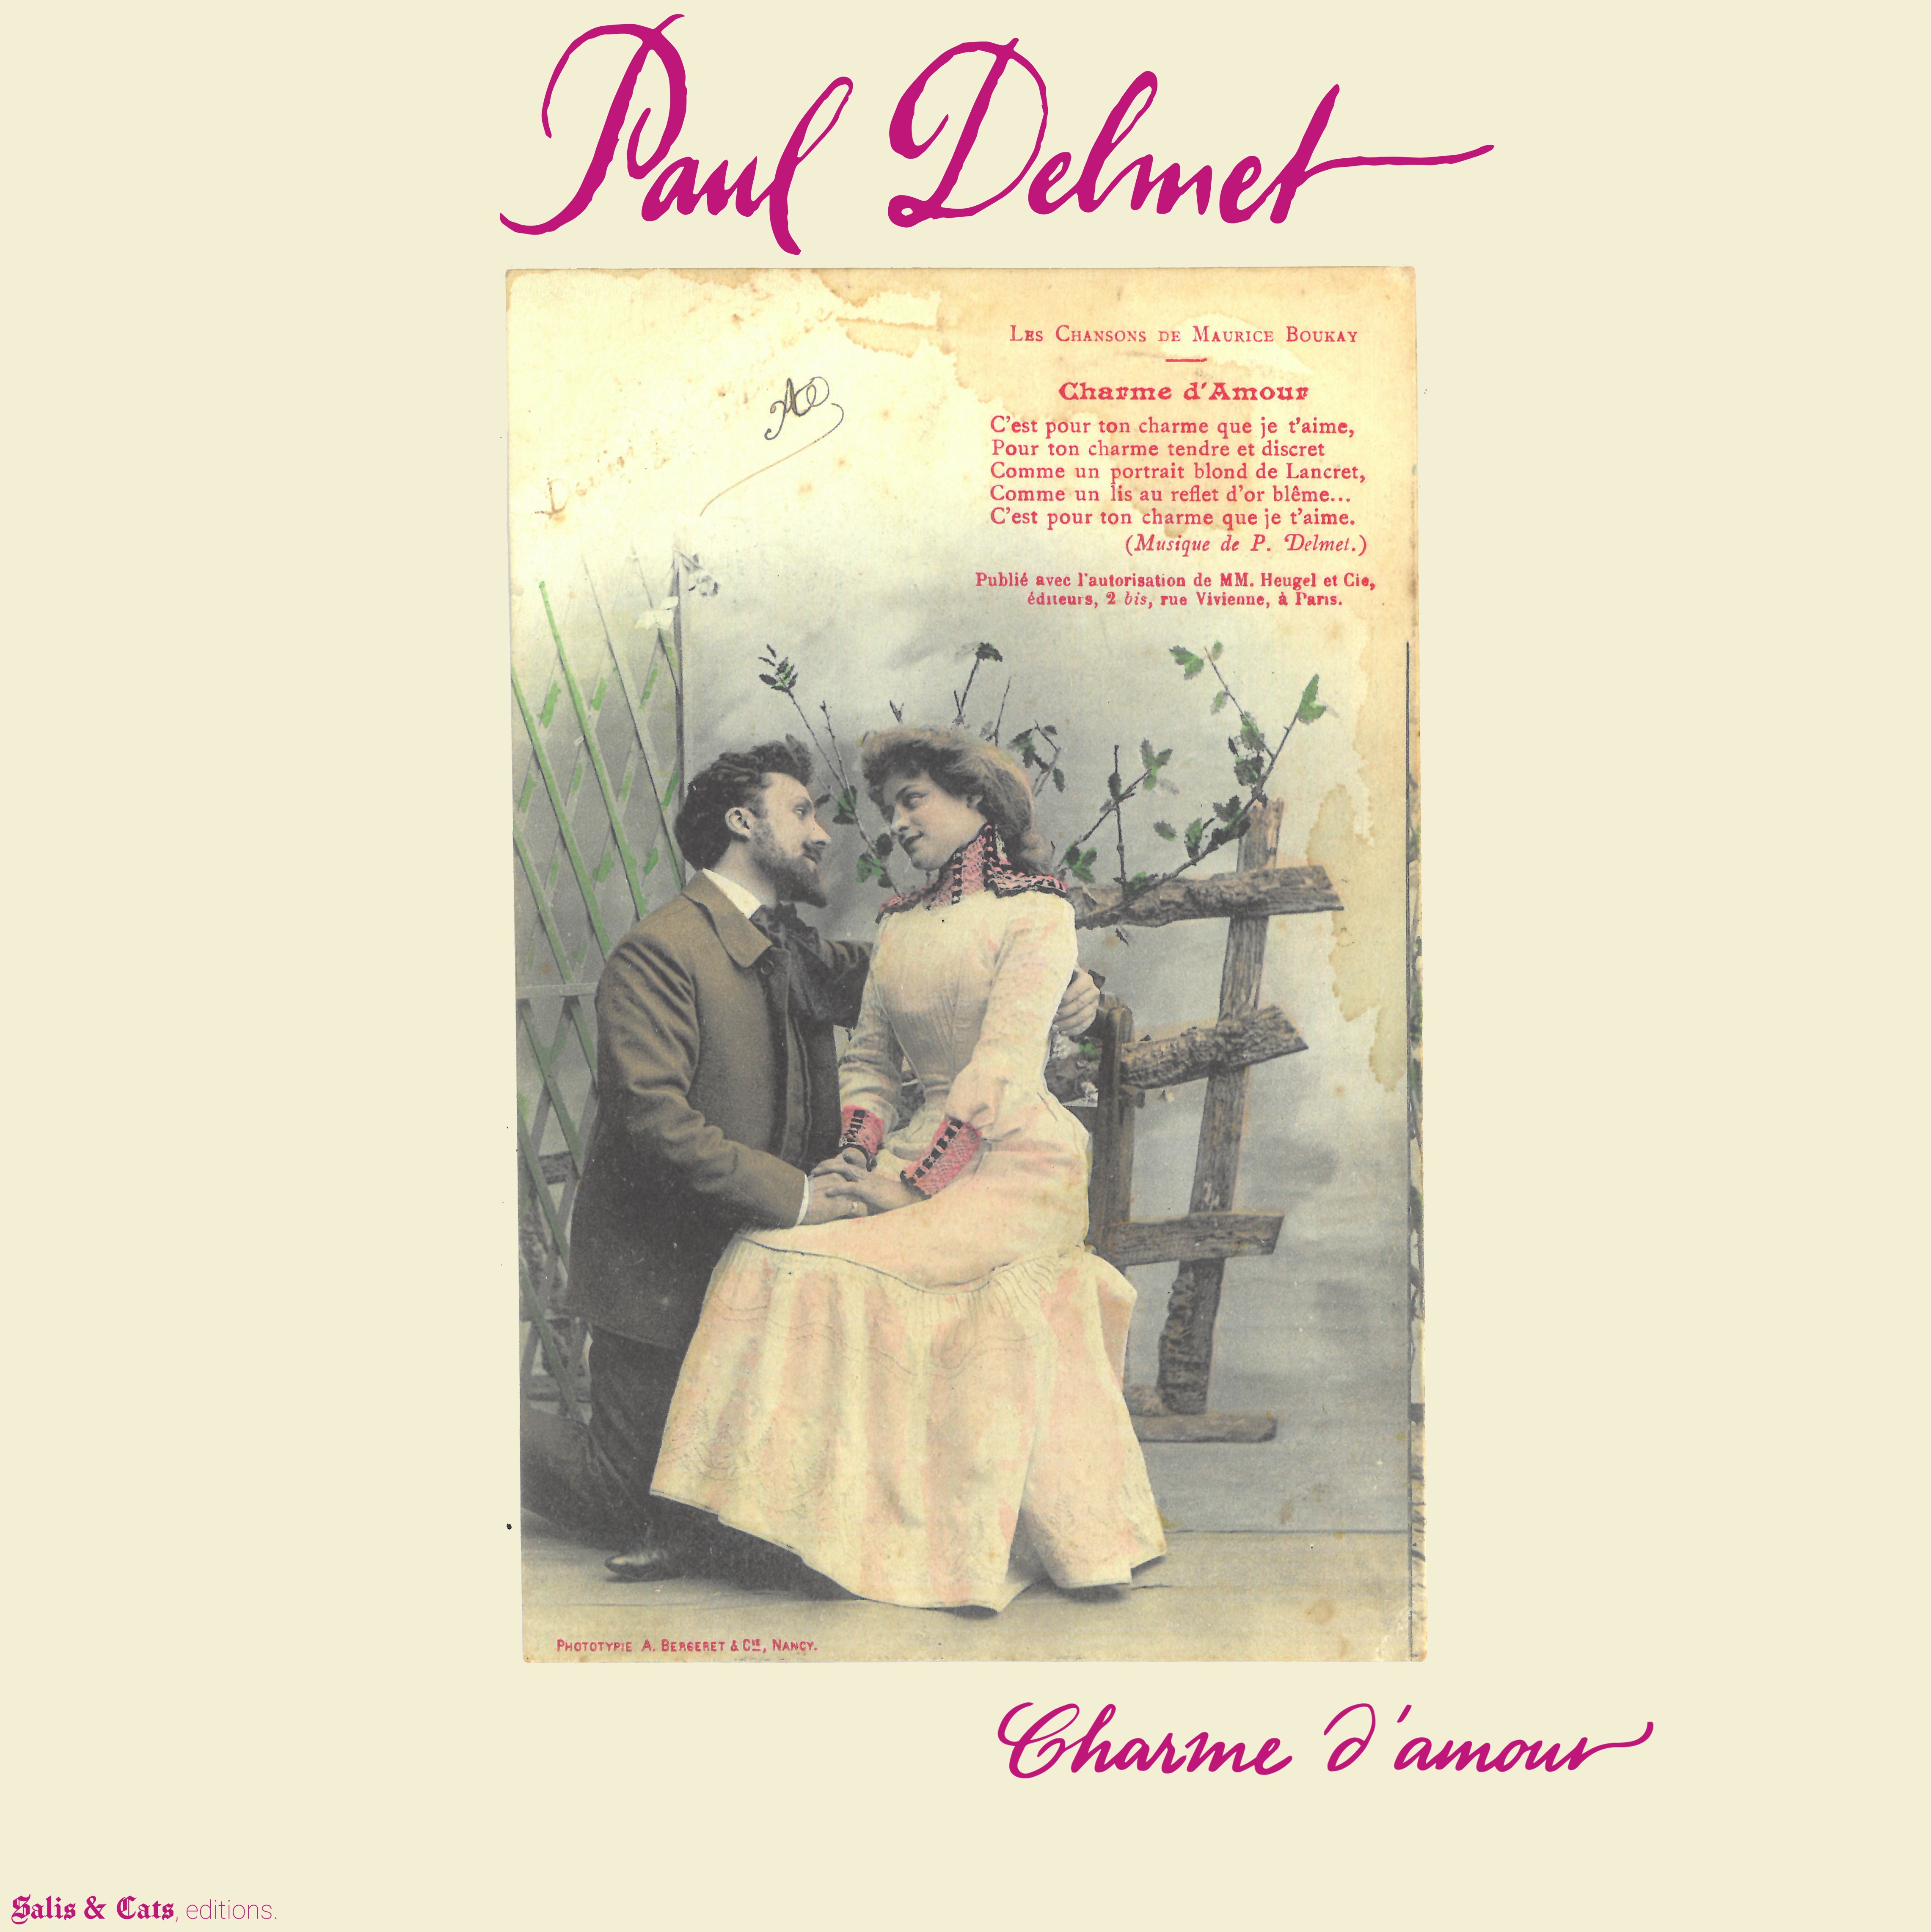 Paul Delmet
LES CHANSONS DE MAURICE BOUKAY
Charme d'Amour
C'est pour ton charme que je t'aime,
Pour ton charme tendre et discret
Comme un portrait blond de Lancret,
Comme un lis au reflet d'or blême...
C'est pour ton charme que je t'aime.
(Musique de P. Delmet.)
Publié avec l'autorisation de MM. Heugel et Cie,
éditeurs, 2 bis, rue Vivienne, à Paris.
PHOTOTYPIE A. BERGERET & CIE, NANCY.
Charme d'amour
Salis & Cats, editions.